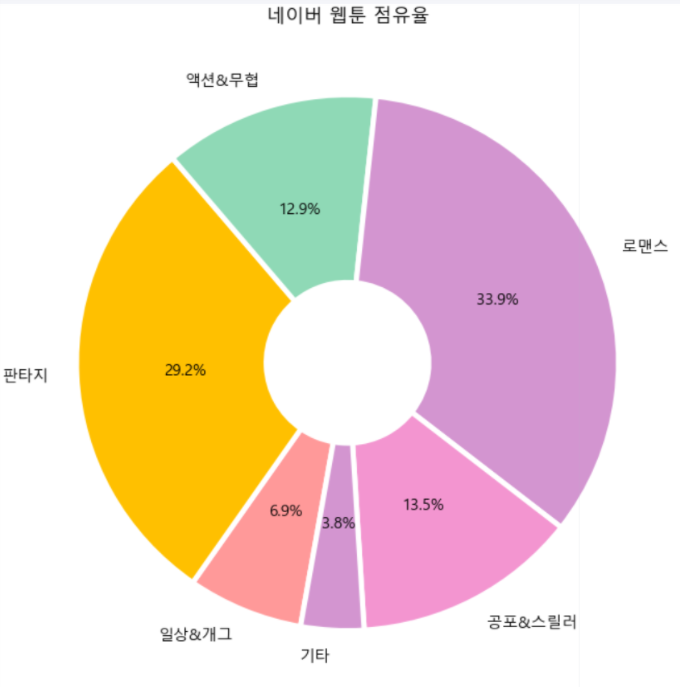 네이버 웹툰 점유율
액션&무협
12.9%
로맨스
33.9%
판타지
29.2%
6.9%
3.8%
13.5%
일상&개그
기타
공포&스릴러